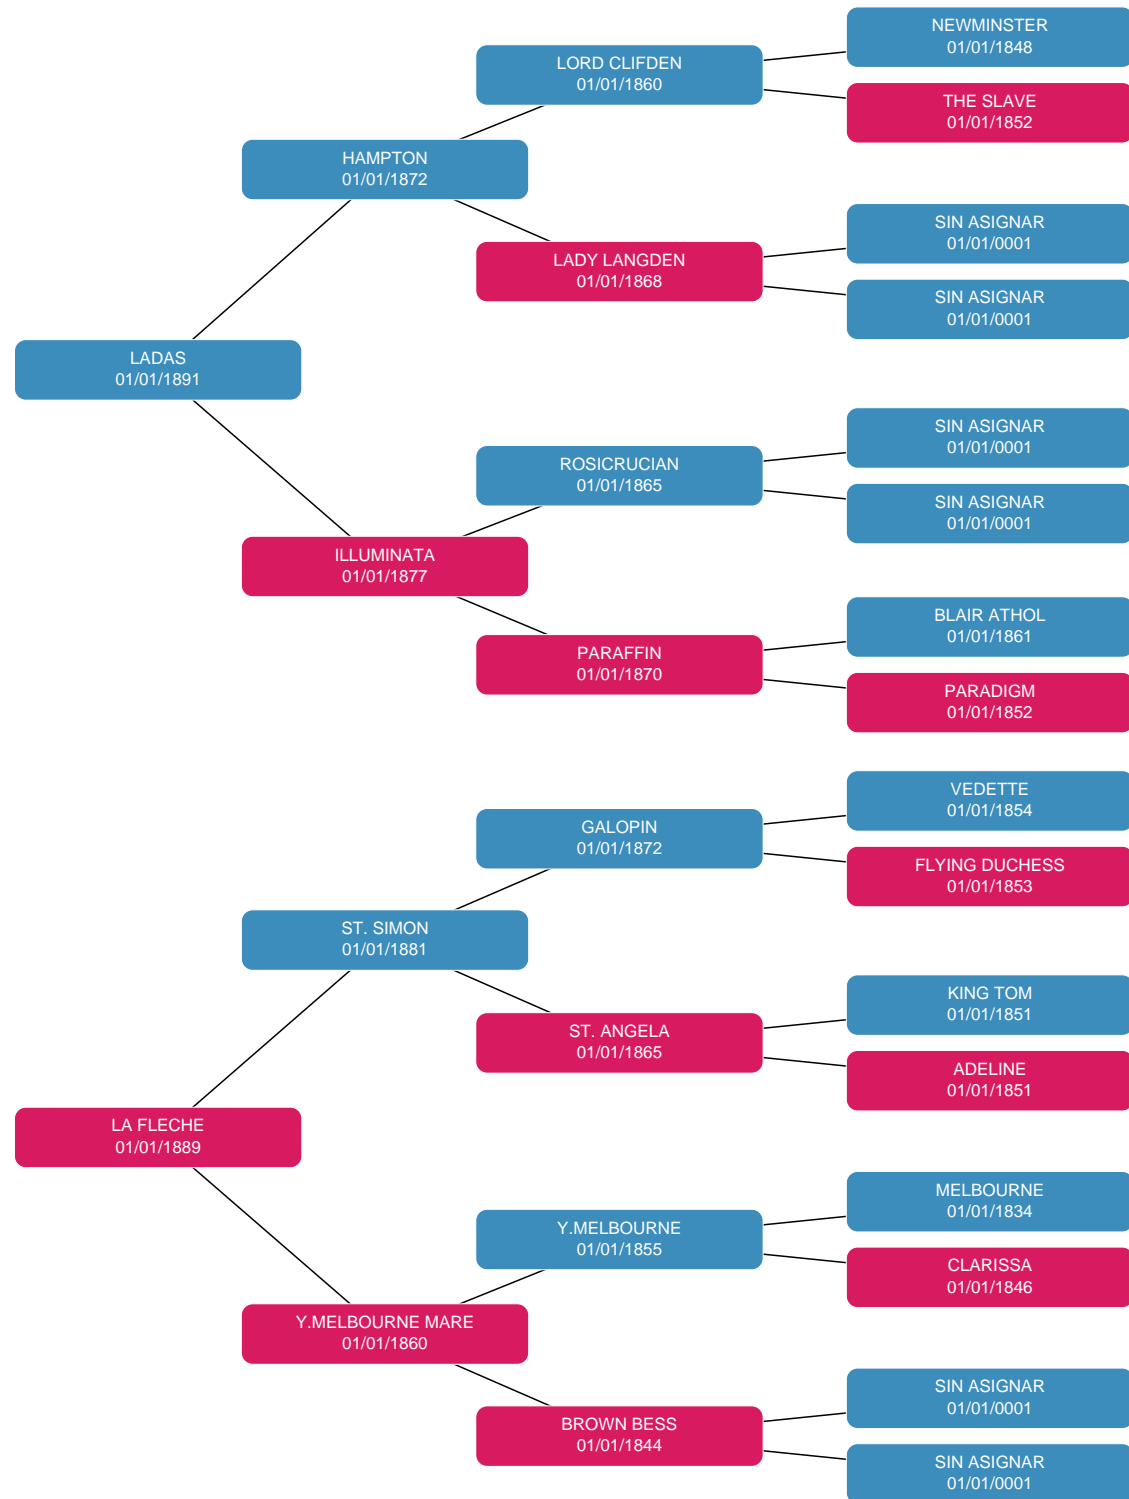 NEWMINSTER
01/01/1848
LORD CLIFDEN
01/01/1860
THE SLAVE
01/01/1852
HAMPTON
01/01/1872
SIN ASIGNAR
01/01/0001
LADY LANGDEN
01/01/1868
SIN ASIGNAR
01/01/0001
LADAS
01/01/1891
SIN ASIGNAR
01/01/0001
ROSICRUCIAN
01/01/1865
SIN ASIGNAR
01/01/0001
ILLUMINATA
01/01/1877
BLAIR ATHOL
01/01/1861
PARAFFIN
01/01/1870
PARADIGM
01/01/1852
VEDETTE
01/01/1854
GALOPIN
01/01/1872
FLYING DUCHESS
01/01/1853
ST. SIMON
01/01/1881
KING TOM
01/01/1851
ST. ANGELA
01/01/1865
ADELINE
01/01/1851
LA FLECHE
01/01/1889
MELBOURNE
01/01/1834
Y.MELBOURNE
01/01/1855
CLARISSA
01/01/1846
Y.MELBOURNE MARE
01/01/1860
SIN ASIGNAR
01/01/0001
BROWN BESS
01/01/1844
SIN ASIGNAR
01/01/0001